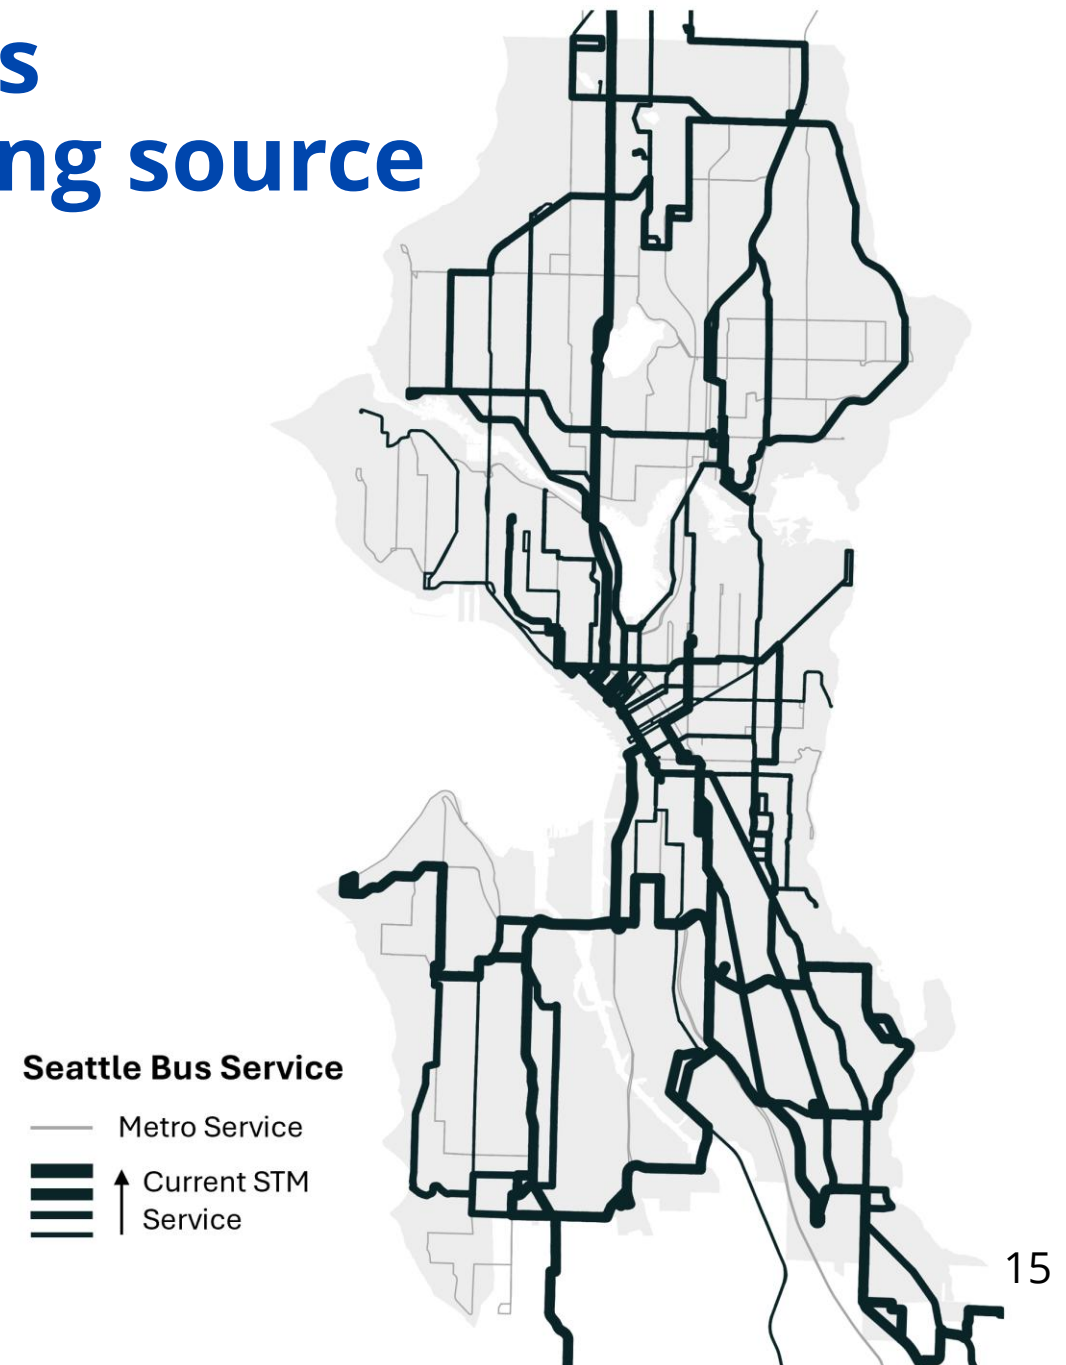 s
ng source
Seattle Bus Service
Metro Service
Current STM
Service
15